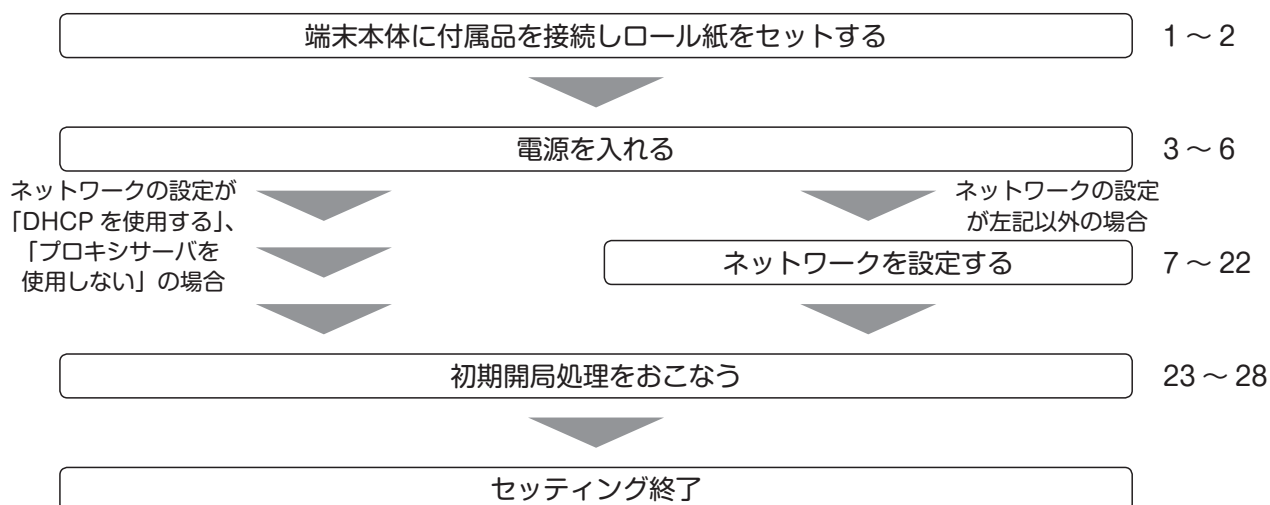 端末本体に付属品を接続しロール紙をセットする
1～2
電源を入れる
3～6
ネットワークの設定が
「DHCP を使用する」、
「プロキシサーバを
使用しない」の場合
ネットワークの設定
が左記以外の場合
ネットワークを設定する
7～22
初期開局処理をおこなう
23～28
セッティング終了